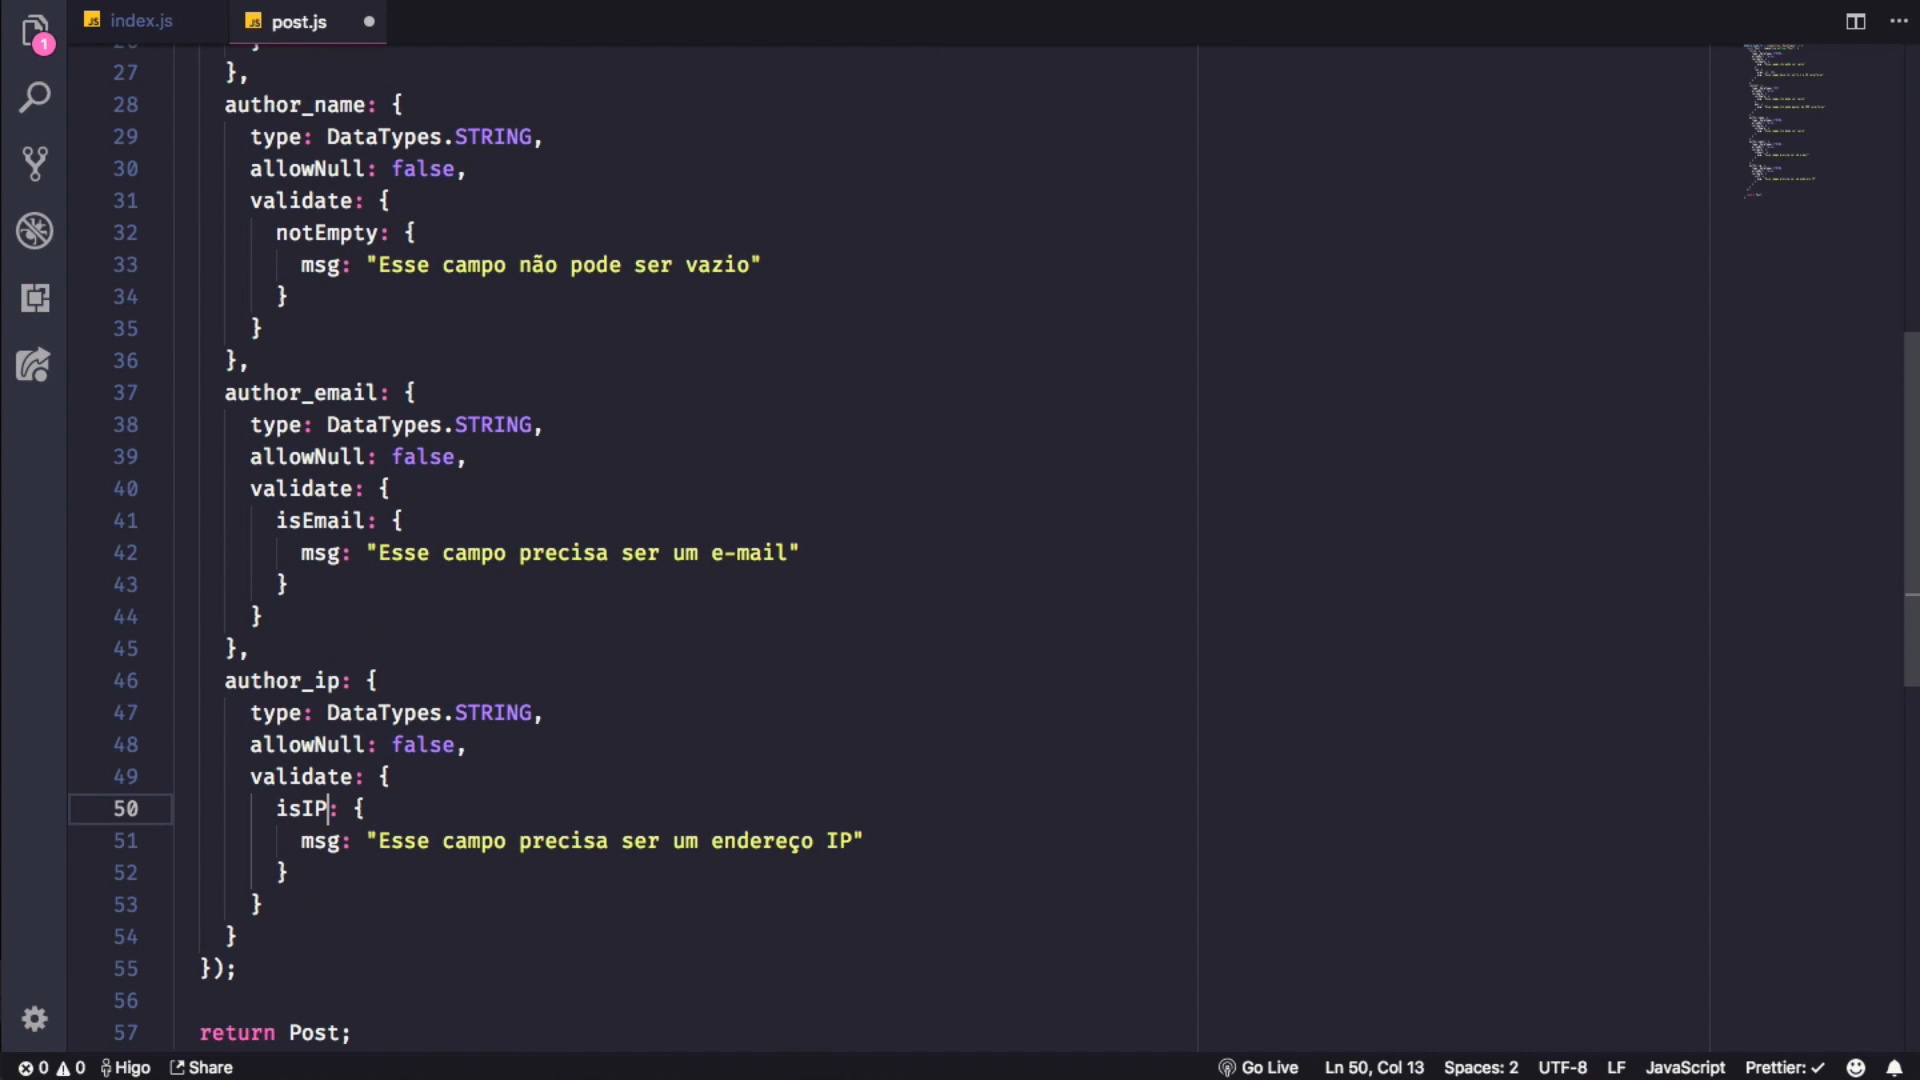 index.js
post.js
1
27 },
28 author_name: {
29 type: DataTypes.STRING,
30 allowNull: false,
31 validate: {
32 notEmpty: {
33 msg: "Esse campo não pode ser vazio"
34 }
35 }
36 },
37 author_email: {
38 type: DataTypes.STRING,
39 allowNull: false,
40 validate: {
41 isEmail: {
42 msg: "Esse campo precisa ser um e-mail"
43 }
44 }
45 },
46 author_ip: {
47 type: DataTypes.STRING,
48 allowNull: false,
49 validate: {
50 isIP: {
51 msg: "Esse campo precisa ser um endereço IP"
52 }
53 }
54 }
55 });
56
57 return Post;
0 0 Higo Share Go Live Ln 50, Col 13 Spaces: 2 UTF-8 LF JavaScript Prettier: ✓